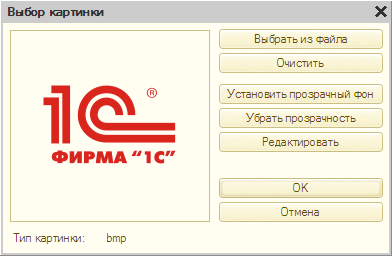 Выбор картинки
Выбрать из файла
Очистить
Установить прозрачный фон
Убрать прозрачность
Редактировать
1С®
ФИРМА "1С"
OK
Отмена
Тип картинки: bmp